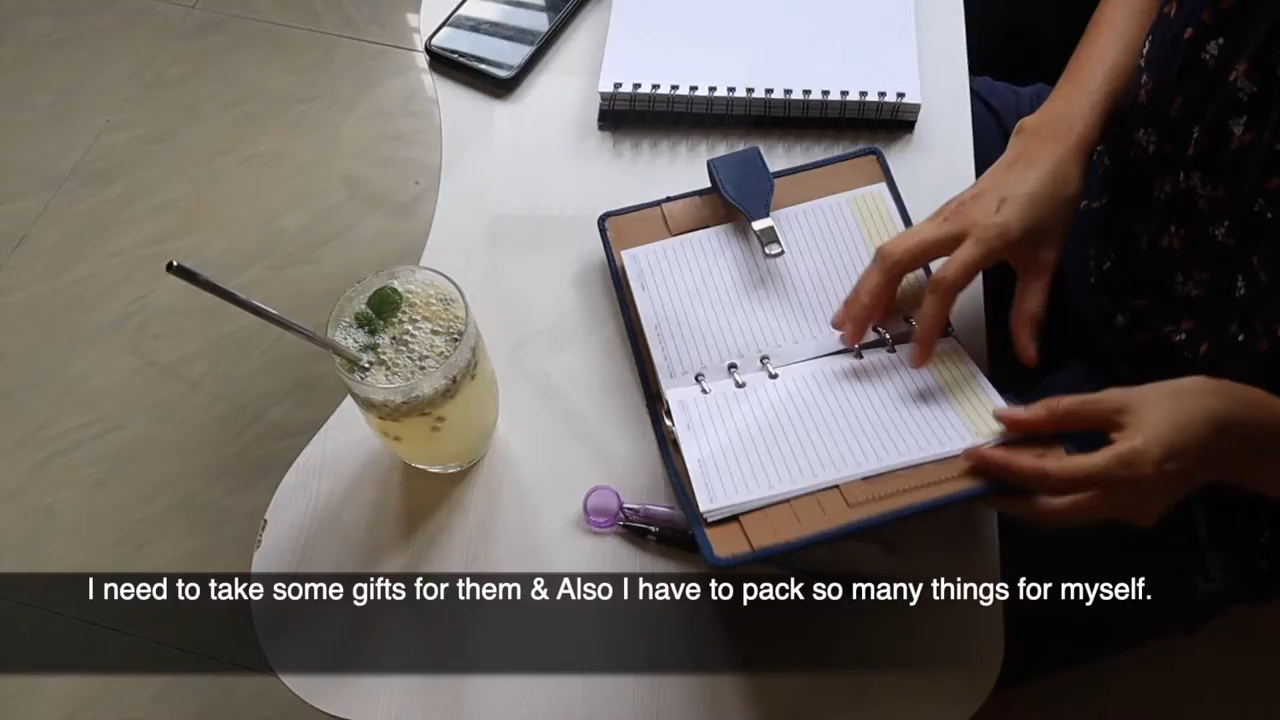 I need to take some gifts for them & Also I have to pack so many things for myself.